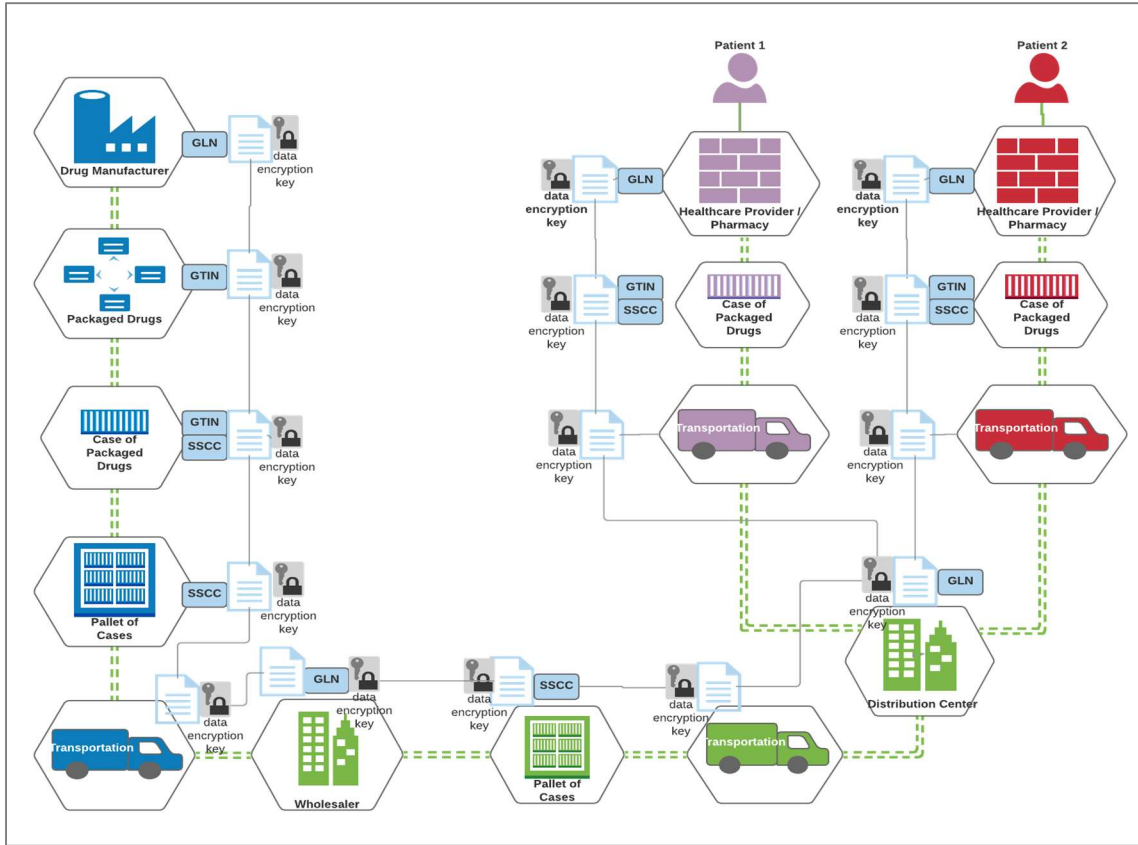 Patient 1
Patient 2
GLN
data
encryption
key
Drug Manufacturer
data
encryption
key
GLN
Healthcare Provider /
Pharmacy
data
encryption
key
GLN
Healthcare Provider /
Pharmacy
GTIN
data
encryption
key
Packaged Drugs
data
encryption
key
GTIN
SSCC
Case of
Packaged
Drugs
data
encryption
key
GTIN
SSCC
Case of
Packaged
Drugs
GTIN
SSCC
data
encryption
key
Case of
Packaged
Drugs
data
encryption
key
Transportation
data
encryption
key
Transportation
SSCC
data
encryption
key
Pallet of
Cases
data
encryption
key
GLN
Distribution Center
data
encryption
key
Transportation
GLN
data
encryption
key
Wholesaler
data
encryption
key
SSCC
Pallet of
Cases
data
encryption
key
Transportation